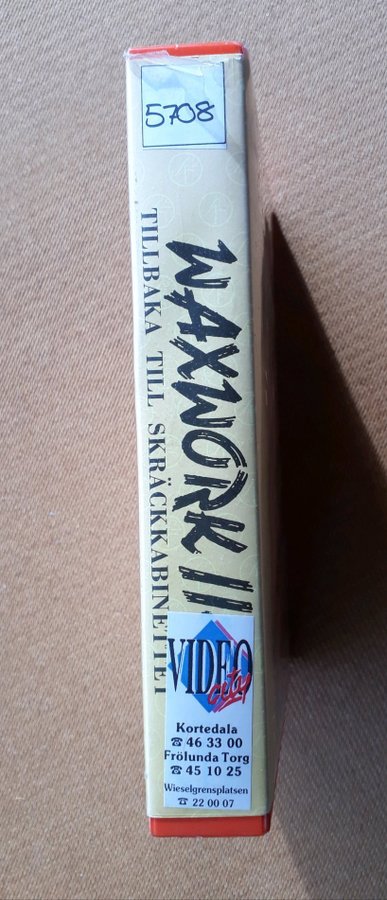 5708
WAXWORK II
TILLBAKA TILL SKRÄCKKABINETTET
VIDEO
city
Kortedala
☎ 46 33 00
Frölunda Torg
☎ 45 10 25
Wieselgrensplatsen
☎ 22 00 07